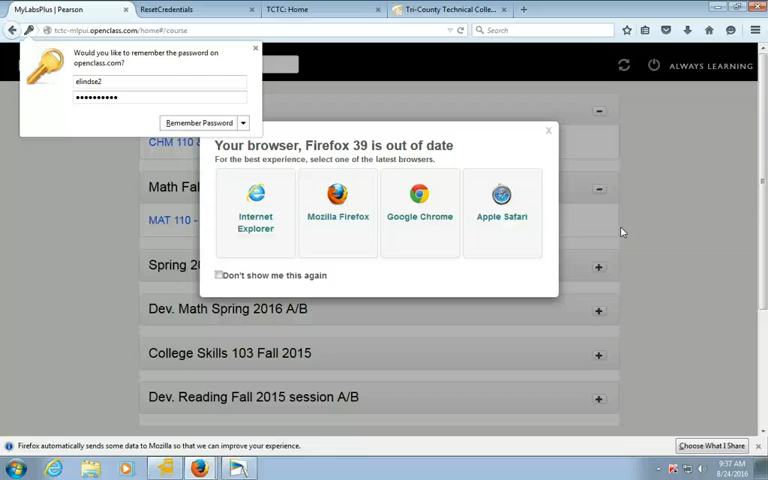 MyLabsPlus | Pearson
ResetCredentials
TCTC: Home
Tri-County Technical Colle...
tctc-mlpui.openclass.com/home#/course
Search
Would you like to remember the password on
openclass.com?
elindse2
••••••••••
Remember Password
ALWAYS LEARNING
CHM 110 &
Math Fal
MAT 110 -
Spring 20
Your browser, Firefox 39 is out of date
For the best experience, select one of the latest browsers.
Internet Explorer
Mozilla Firefox
Google Chrome
Apple Safari
Don't show me this again
Dev. Math Spring 2016 A/B
College Skills 103 Fall 2015
Dev. Reading Fall 2015 session A/B
Firefox automatically sends some data to Mozilla so that we can improve your experience.
Choose What I Share
9:37 AM
8/24/2016